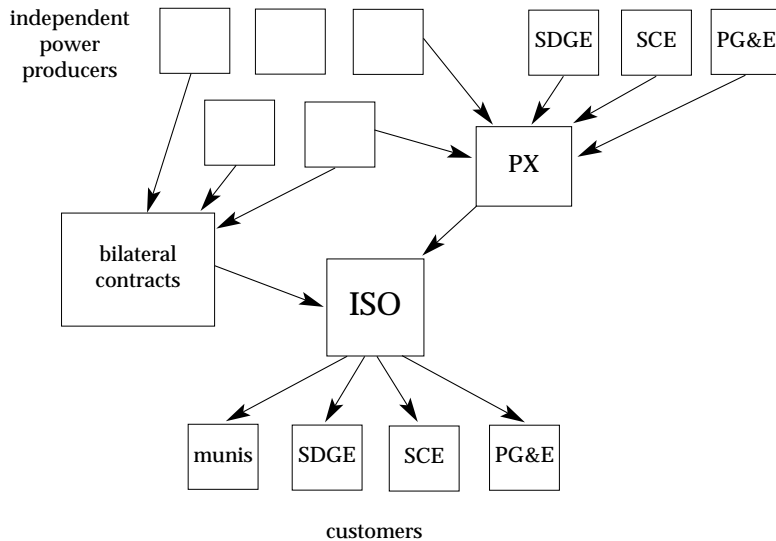 independent
power
producers
SDGE
SCE
PG&E
PX
bilateral
contracts
ISO
munis
SDGE
SCE
PG&E
customers